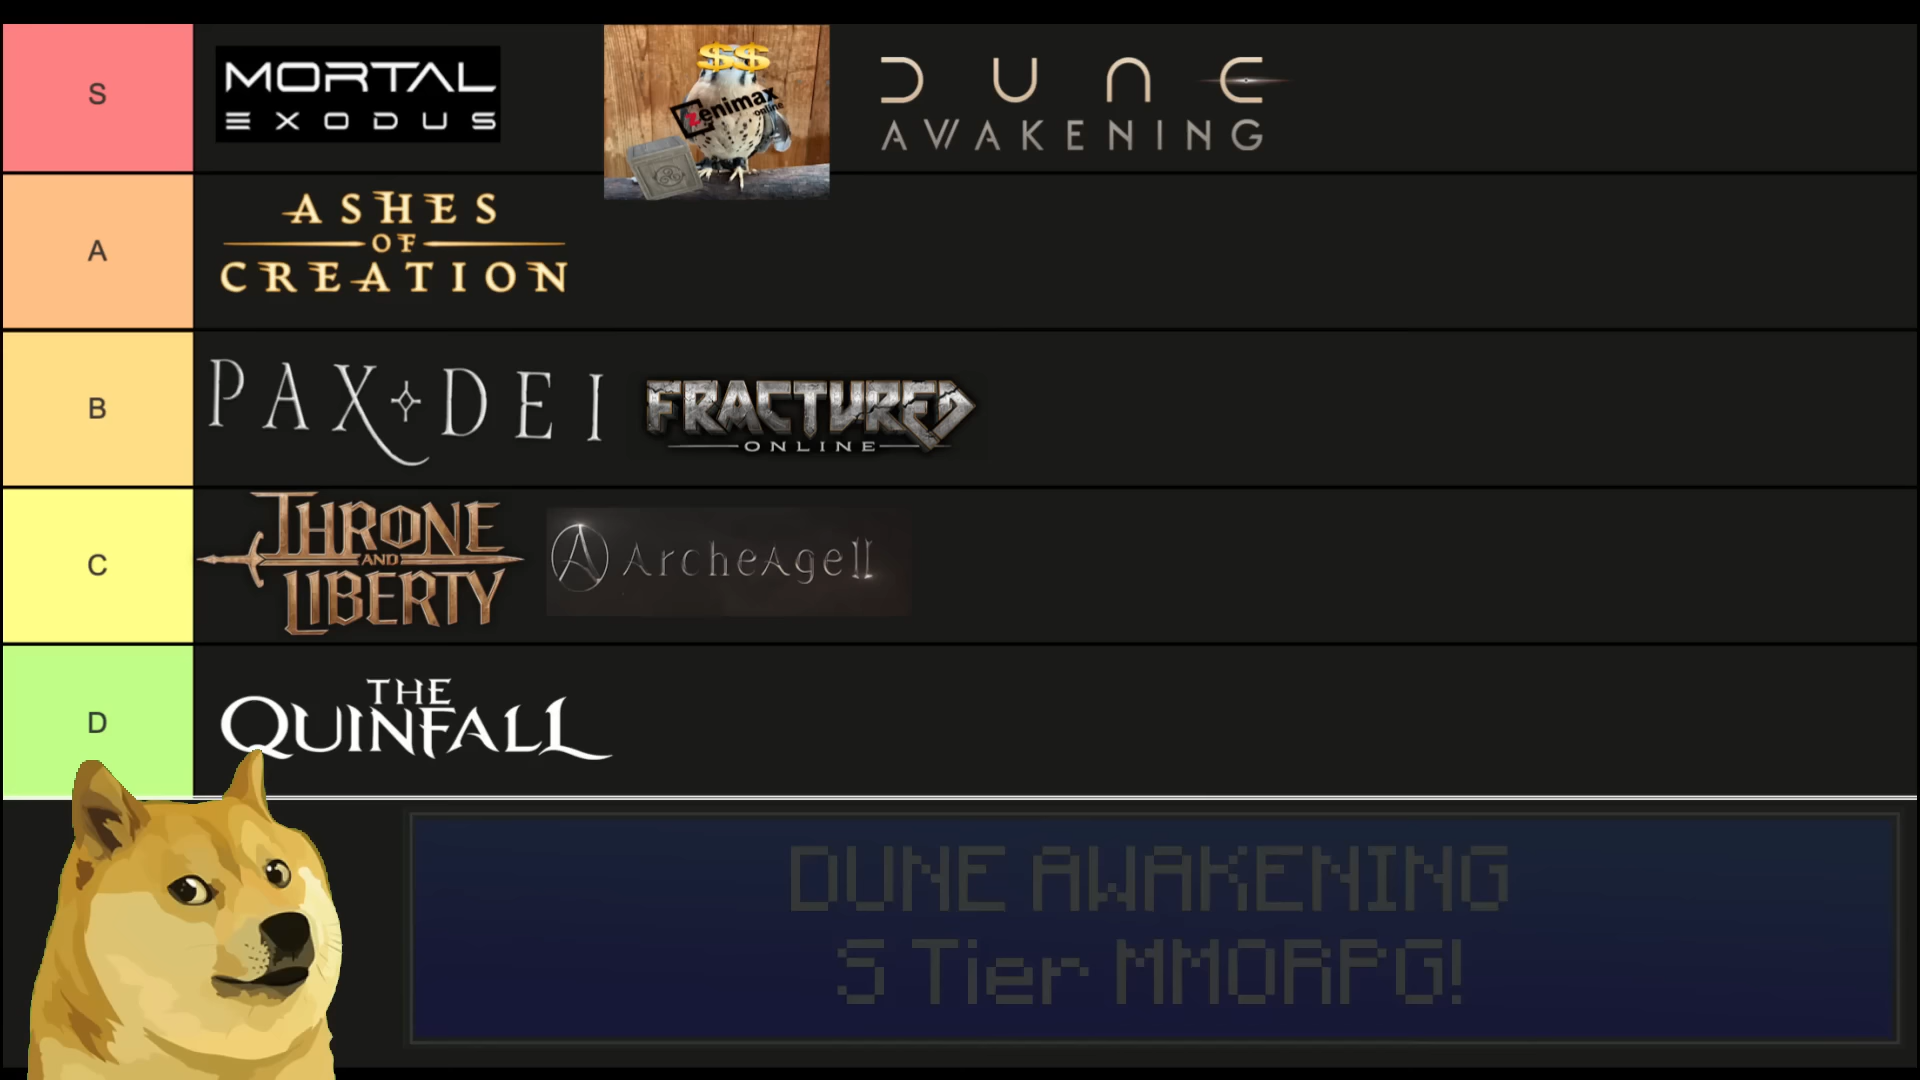 S
MORTAL
EXODUS
$$
zenimax
online
DUNE
AWAKENING
A
ASHES
OF
CREATION
B
PAX DEI
FRACTURED
ONLINE
C
THRONE
AND
LIBERTY
A ArcheAge II
D
THE
QUINFALL
DUNE AWAKENING
S Tier MMORPG!